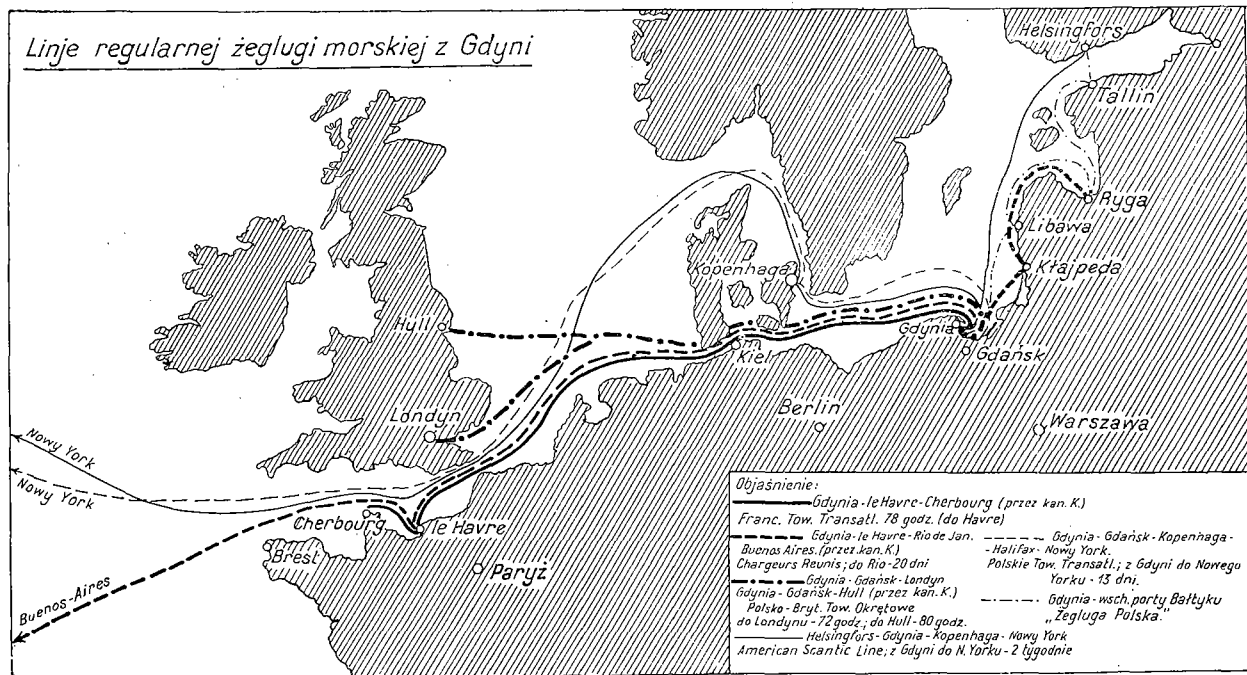 Linje regularnej żeglugi morskiej z Gdyni
Helsingfors
Tallin
Ryga
Libawa
Kłajpeda
Kopenhaga
Gdynia
Gdańsk
Kiel
Hull
Londyn
Berlin
Warszawa
Nowy York
Nowy York
Cherbourg
le Havre
Brest
Paryż
Buenos-Aires
Objaśnienie:
Gdynia-le Havre-Cherbourg (przez kan. K.)
Franc. Tow. Transatl. 78 godz. (do Havre)
Gdynia-le Havre-Rio de Jan.
Buenos Aires. (przez. kan. K.)
Chargeurs Reunis; do Rio-20 dni
Gdynia-Gdańsk-Londyn
Gdynia-Gdańsk-Hull (przez kan. K.)
Polsko-Bryt. Tow. Okrętowe
do Londynu-72 godz.; do Hull-80 godz.
Helsingfors-Gdynia-Kopenhaga-Nowy York
American Scantic Line; z Gdyni do N. Yorku-2 tygodnie
Gdynia-Gdańsk-Kopenhaga-
-Halifax-Nowy York.
Polskie Tow. Transatl.; z Gdyni do Nowego
Yorku-13 dni.
Gdynia-wsch. porty Bałtyku
„Żegluga Polska."